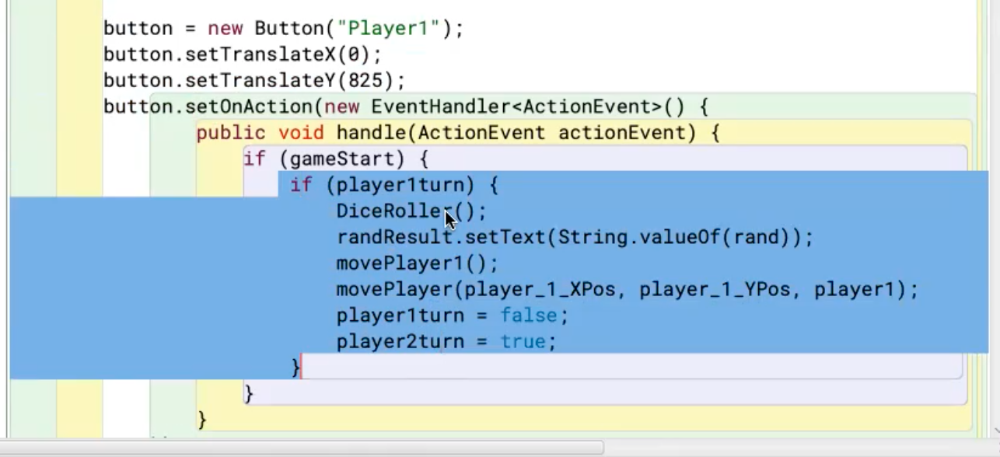 button = new Button("Player1");
button.setTranslateX(0);
button.setTranslateY(825);
button.setOnAction(new EventHandler<ActionEvent>() {
public void handle(ActionEvent actionEvent) {
if (gameStart) {
if (player1turn) {
DiceRoller();
randResult.setText(String.valueOf(rand));
movePlayer1();
movePlayer(player_1_XPos, player_1_YPos, player1);
player1turn = false;
player2turn = true;
}
}
}